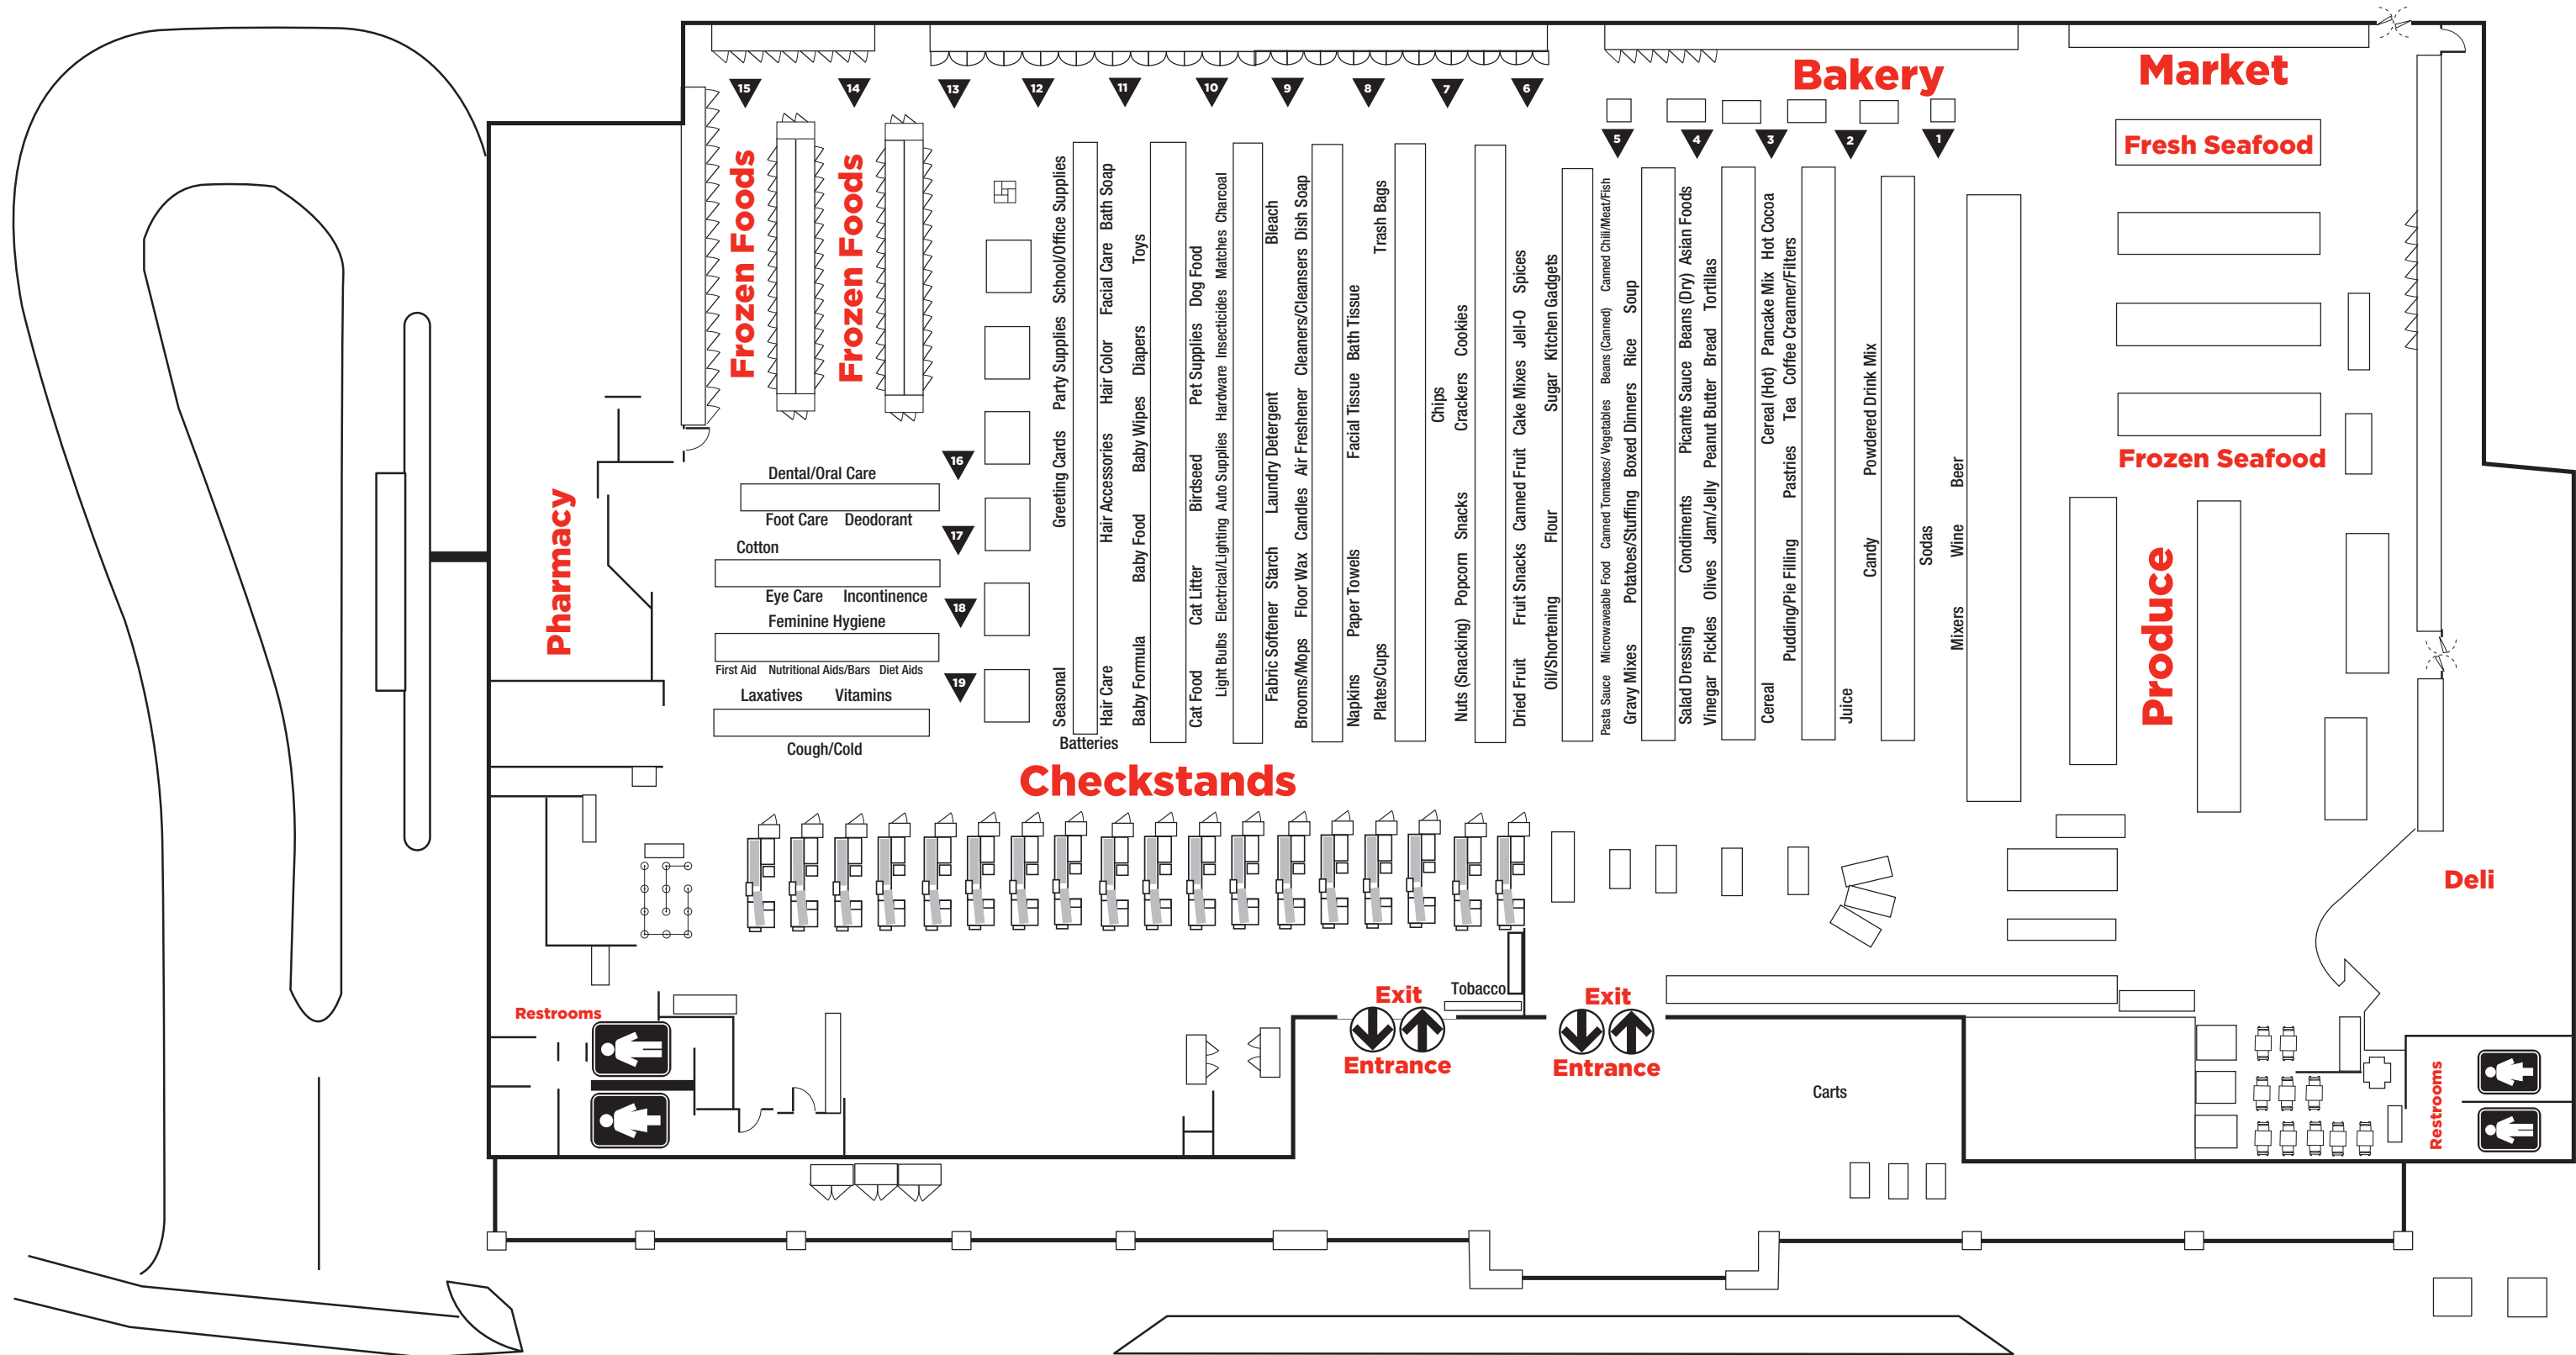 Bakery
Market
15
14
13
12
11
10
9
8
7
6
5
4
3
2
1
Fresh Seafood
Frozen Seafood
Frozen Foods
Frozen Foods
Pharmacy
16
17
18
19
Dental/Oral Care
Foot Care Deodorant
Cotton
Eye Care Incontinence
Feminine Hygiene
First Aid Nutritional Aids/Bars Diet Aids
Laxatives Vitamins
Cough/Cold
Seasonal Greeting Cards Party Supplies School/Office Supplies
Batteries
Hair Care Hair Accessories Hair Color Facial Care Bath Soap
Baby Formula Baby Food Baby Wipes Diapers Toys
Cat Food Cat Litter Birdseed Pet Supplies Dog Food
Light Bulbs Electrical/Lighting Auto Supplies Hardware Insecticides Matches Charcoal
Fabric Softener Starch Laundry Detergent Bleach
Brooms/Mops Floor Wax Candles Air Freshener Cleaners/Cleansers Dish Soap
Napkins Paper Towels Facial Tissue Bath Tissue
Plates/Cups Trash Bags
Chips
Nuts (Snacking) Popcorn Snacks Crackers Cookies
Dried Fruit Fruit Snacks Canned Fruit Cake Mixes Jell-O Spices
Oil/Shortening Flour Sugar Kitchen Gadgets
Pasta Sauce Microwaveable Food Canned Tomatoes/ Vegetables Beans (Canned) Canned Chili/Meat/Fish
Gravy Mixes Potatoes/Stuffing Boxed Dinners Rice Soup
Salad Dressing Condiments Picante Sauce Beans (Dry) Asian Foods
Vinegar Pickles Olives Jam/Jelly Peanut Butter Bread Tortillas
Cereal Cereal (Hot) Pancake Mix Hot Cocoa
Pudding/Pie Filling Pastries Tea Coffee Creamer/Filters
Juice
Candy Powdered Drink Mix
Sodas
Mixers Wine Beer
Produce
Checkstands
Deli
Restrooms
Tobacco
Exit
Entrance
Exit
Entrance
Carts
Restrooms